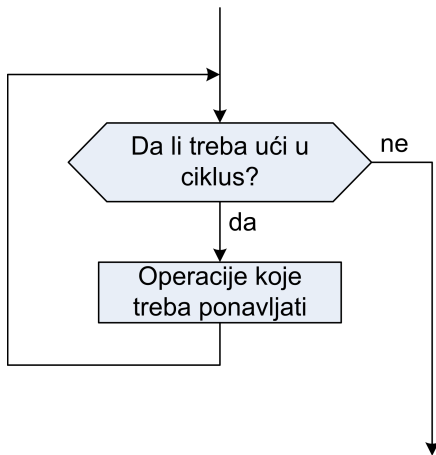 Da li treba ući u
ciklus?
ne
da
Operacije koje
treba ponavljati